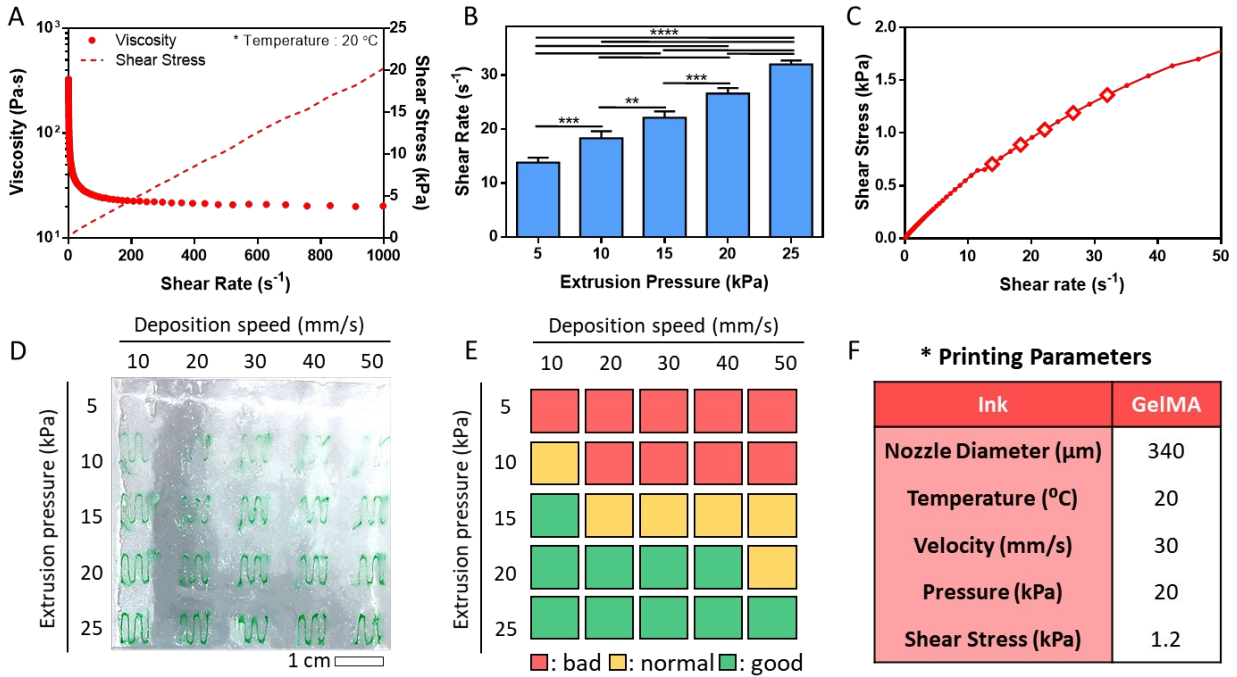 A
Viscosity (Pa·s)
10³
10²
10¹
Viscosity
Shear Stress
* Temperature : 20 °C
25
20
15
10
5
0
Shear Stress (kPa)
0 200 400 600 800 1000
Shear Rate (s⁻¹)
B
Shear Rate (s⁻¹)
30
20
10
0
****
***
**
***
5 10 15 20 25
Extrusion Pressure (kPa)
C
Shear Stress (kPa)
2.0
1.5
1.0
0.5
0.0
0 10 20 30 40 50
Shear rate (s⁻¹)
D
Deposition speed (mm/s)
10 20 30 40 50
Extrusion pressure (kPa)
5
10
15
20
25
1 cm
E
Deposition speed (mm/s)
10 20 30 40 50
Extrusion pressure (kPa)
5
10
15
20
25
: bad : normal : good
F
* Printing Parameters
Ink GelMA
Nozzle Diameter (μm) 340
Temperature (⁰C) 20
Velocity (mm/s) 30
Pressure (kPa) 20
Shear Stress (kPa) 1.2